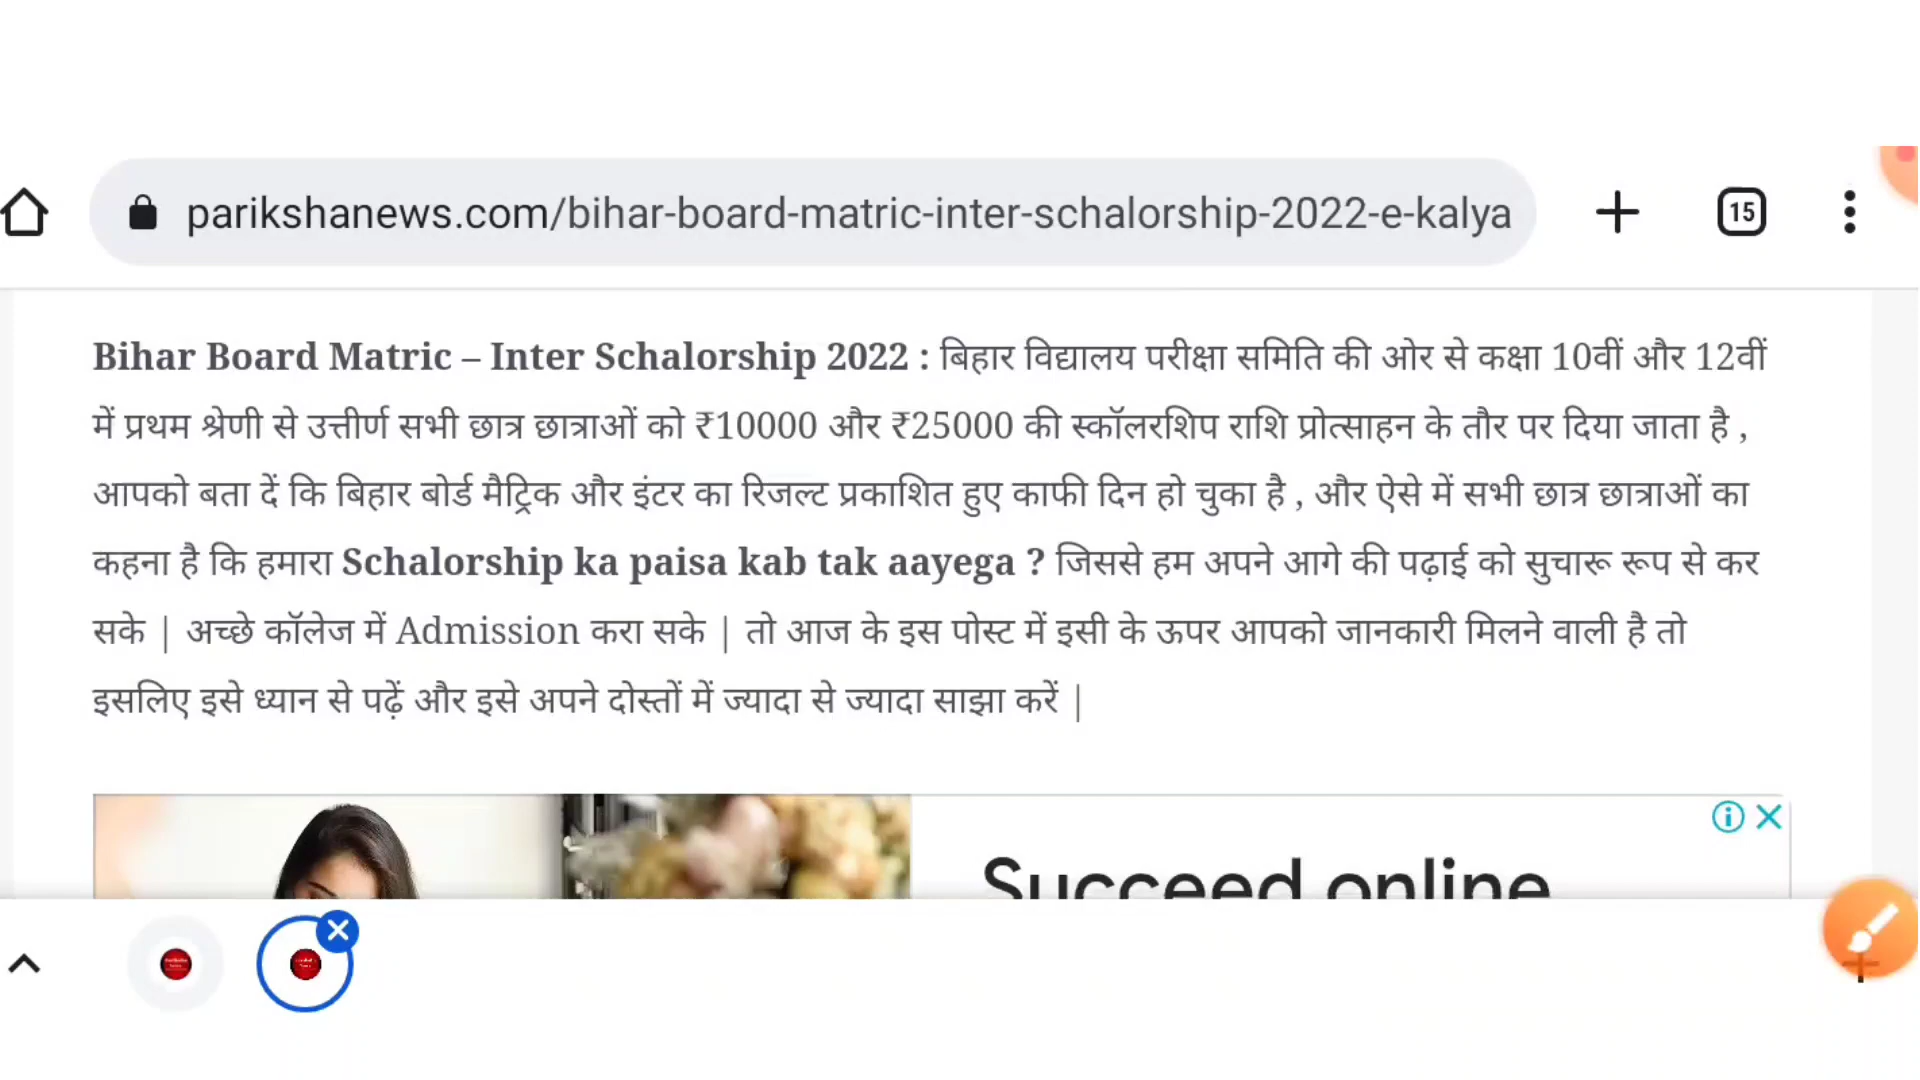 parikshanews.com/bihar-board-matric-inter-schalorship-2022-e-kalya
15
Bihar Board Matric – Inter Schalorship 2022 : बिहार विद्यालय परीक्षा समिति की ओर से कक्षा 10वीं और 12वीं
में प्रथम श्रेणी से उत्तीर्ण सभी छात्र छात्राओं को ₹10000 और ₹25000 की स्कॉलरशिप राशि प्रोत्साहन के तौर पर दिया जाता है ,
आपको बता दें कि बिहार बोर्ड मैट्रिक और इंटर का रिजल्ट प्रकाशित हुए काफी दिन हो चुका है , और ऐसे में सभी छात्र छात्राओं का
कहना है कि हमारा Schalorship ka paisa kab tak aayega ? जिससे हम अपने आगे की पढ़ाई को सुचारू रूप से कर
सके | अच्छे कॉलेज में Admission करा सके | तो आज के इस पोस्ट में इसी के ऊपर आपको जानकारी मिलने वाली है तो
इसलिए इसे ध्यान से पढ़ें और इसे अपने दोस्तों में ज्यादा से ज्यादा साझा करें |
Succeed online